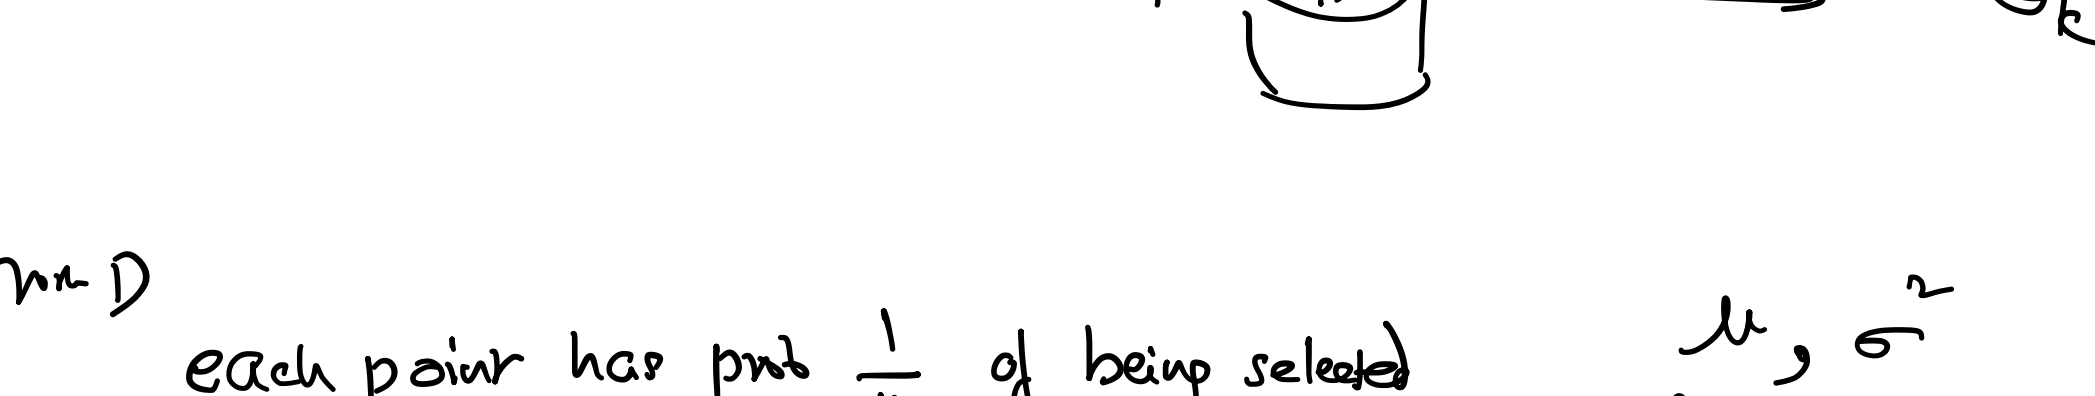 D
each point has prob 1/ of being selected
μ, σ²